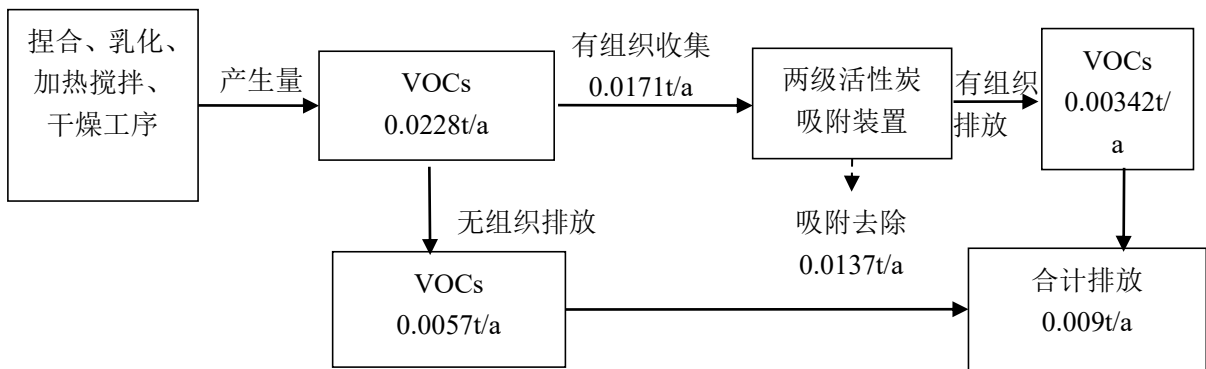 捏合、乳化、
加热搅拌、
干燥工序
产生量
VOCs
0.0228t/a
有组织收集
0.0171t/a
两级活性炭
吸附装置
有组织
排放
VOCs
0.00342t/
a
无组织排放
吸附去除
0.0137t/a
VOCs
0.0057t/a
合计排放
0.009t/a